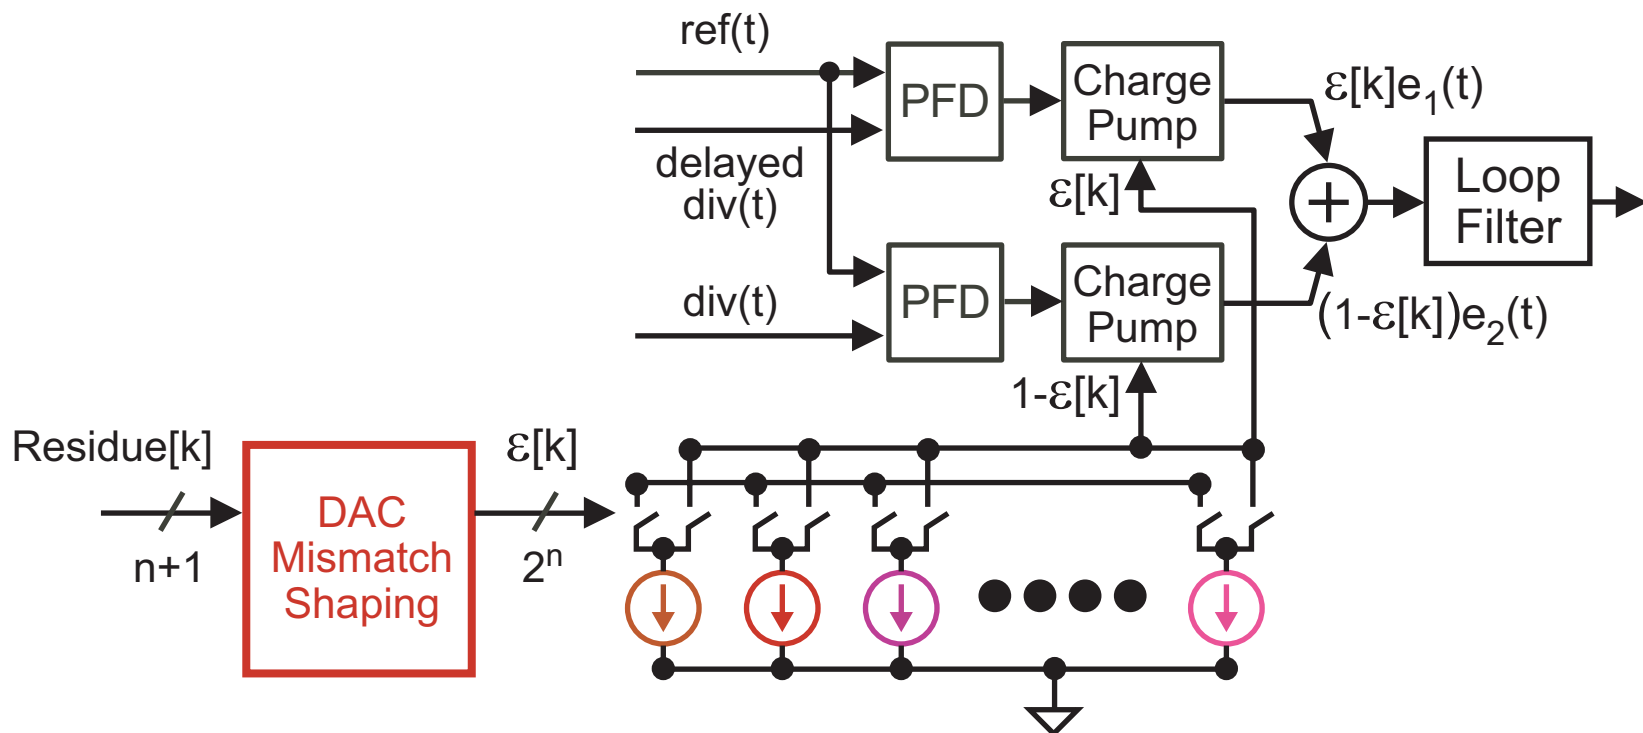 ref(t)
delayed
div(t)
div(t)
PFD
PFD
Charge
Pump
Charge
Pump
ε[k]
1-ε[k]
ε[k]e₁(t)
(1-ε[k])e₂(t)
+
Loop
Filter
Residue[k]
n+1
DAC
Mismatch
Shaping
ε[k]
2ⁿ